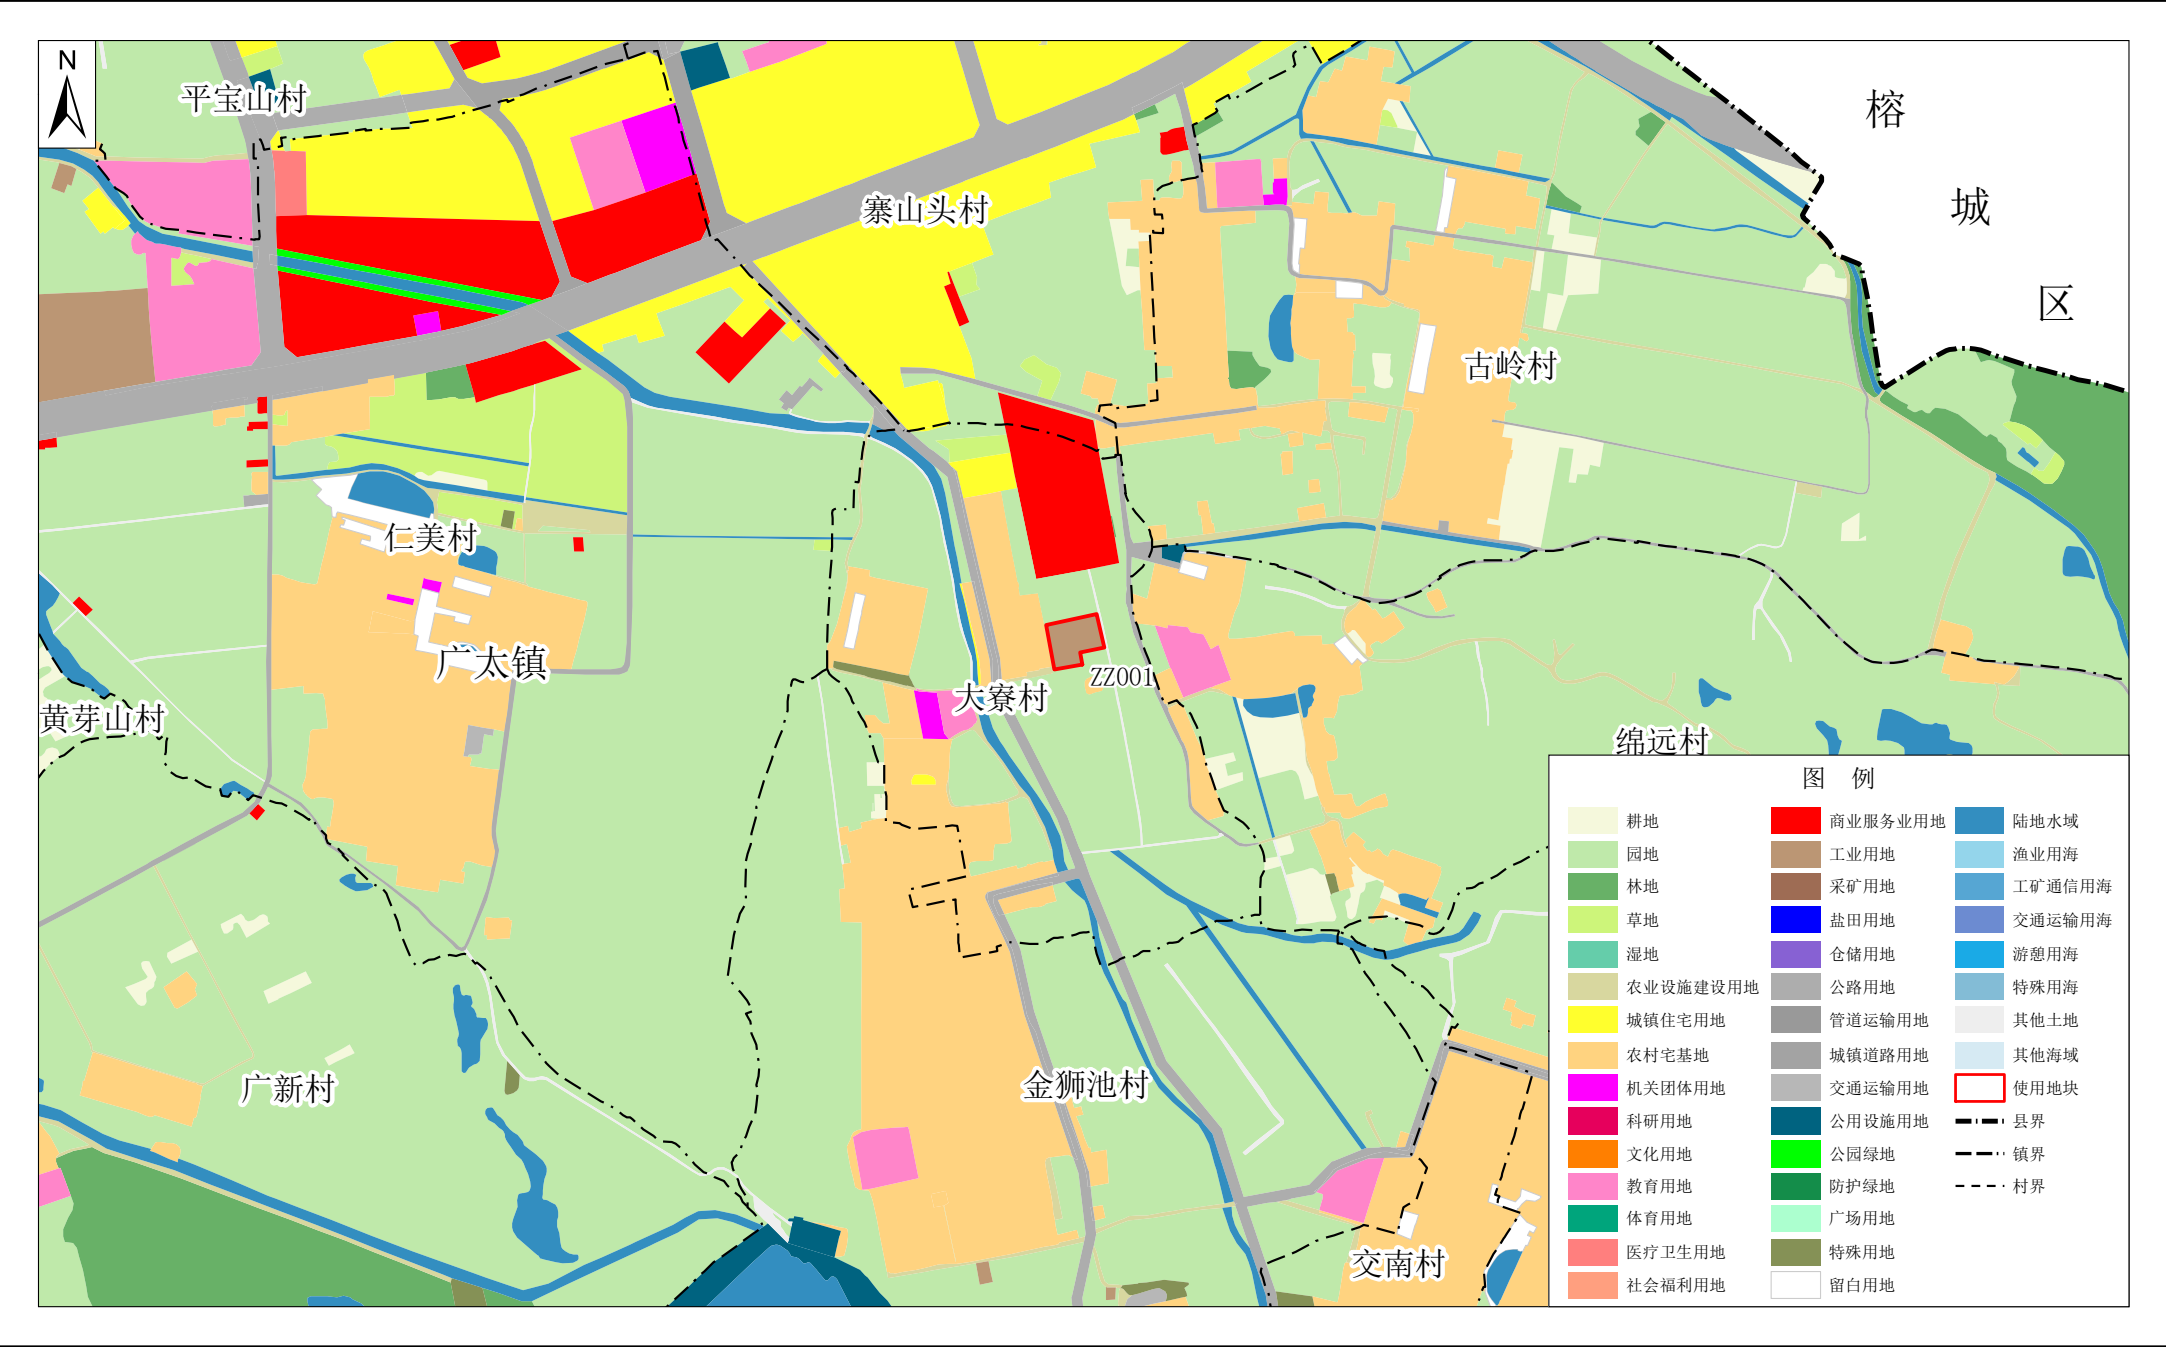 N
平宝山村
榕
城
区
寨山头村
古岭村
仁美村
广太镇
ZZ001
大寮村
黄芽山村
绵远村
广新村
金狮池村
交南村
图 例
耕地
园地
林地
草地
湿地
农业设施建设用地
城镇住宅用地
农村宅基地
机关团体用地
科研用地
文化用地
教育用地
体育用地
医疗卫生用地
社会福利用地
商业服务业用地
工业用地
采矿用地
盐田用地
仓储用地
公路用地
管道运输用地
城镇道路用地
交通运输用地
公用设施用地
公园绿地
防护绿地
广场用地
特殊用地
留白用地
陆地水域
渔业用海
工矿通信用海
交通运输用海
游憩用海
特殊用海
其他土地
其他海域
使用地块
县界
镇界
村界